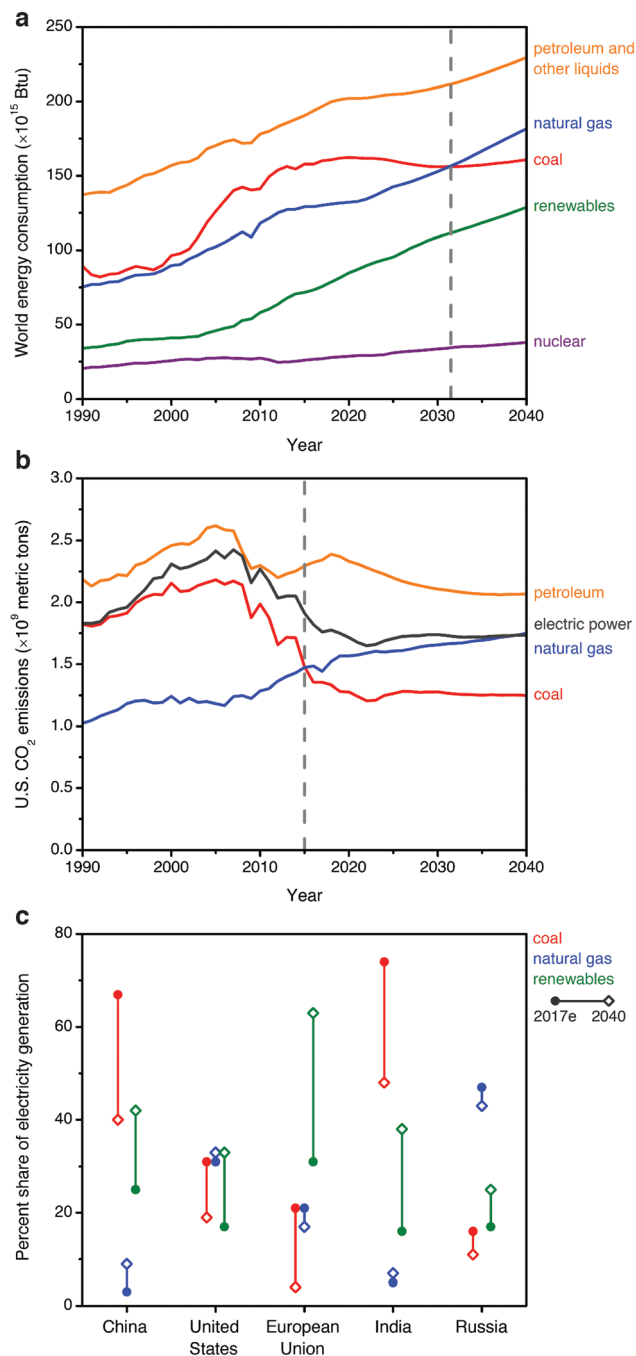 a
250
200
150
100
50
0
World energy consumption (×10¹⁵ Btu)
petroleum and
other liquids
natural gas
coal
renewables
nuclear
1990 2000 2010 2020 2030 2040
Year
b
3.0
2.5
2.0
1.5
1.0
0.5
0.0
U.S. CO₂ emissions (×10⁹ metric tons)
petroleum
electric power
natural gas
coal
1990 2000 2010 2020 2030 2040
Year
c
80
60
40
20
0
Percent share of electricity generation
coal
natural gas
renewables
2017e 2040
China United States European Union India Russia